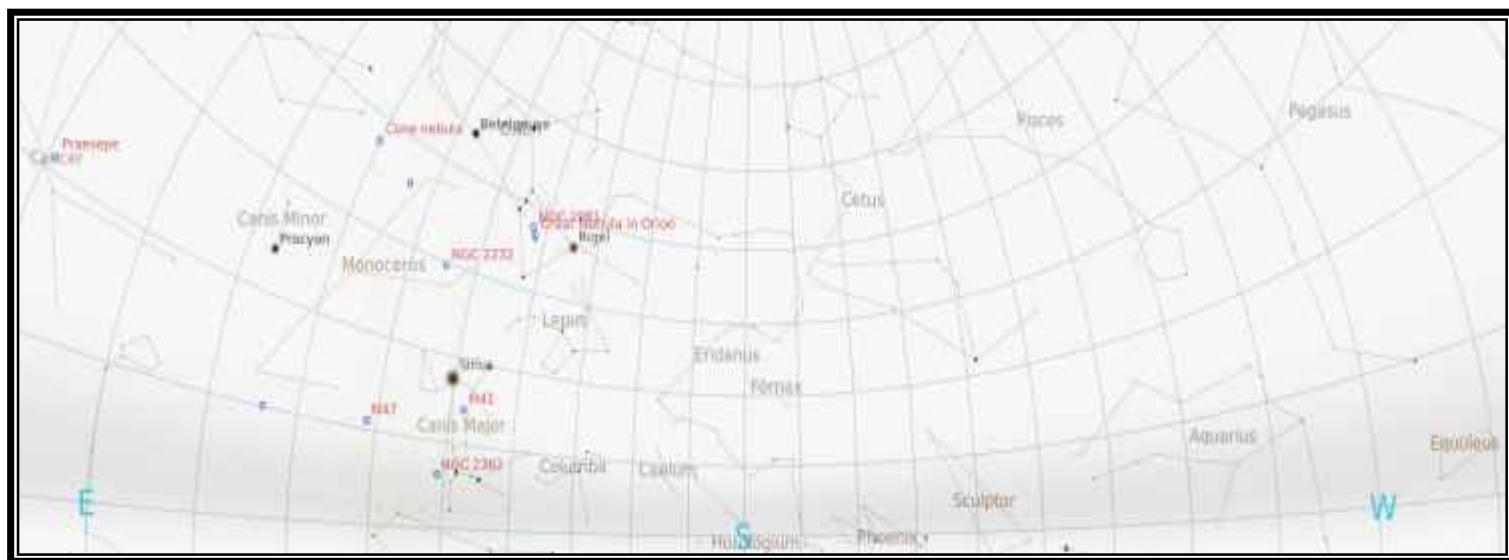 Pegasus
Pisces
Cone nebula
Betelgeuse
Praesepe
Cancer
Cetus
Canis Minor
Great Nebula in Orion
Procyon
Rigel
NGC 2232
Monoceros
Lepus
Eridanus
Sirius
Fornax
M41
M47
Canis Major
Aquarius
Equuleus
NGC 2362
Columba
Caelum
Sculptor
E
S
W
Horologium
Phoenix